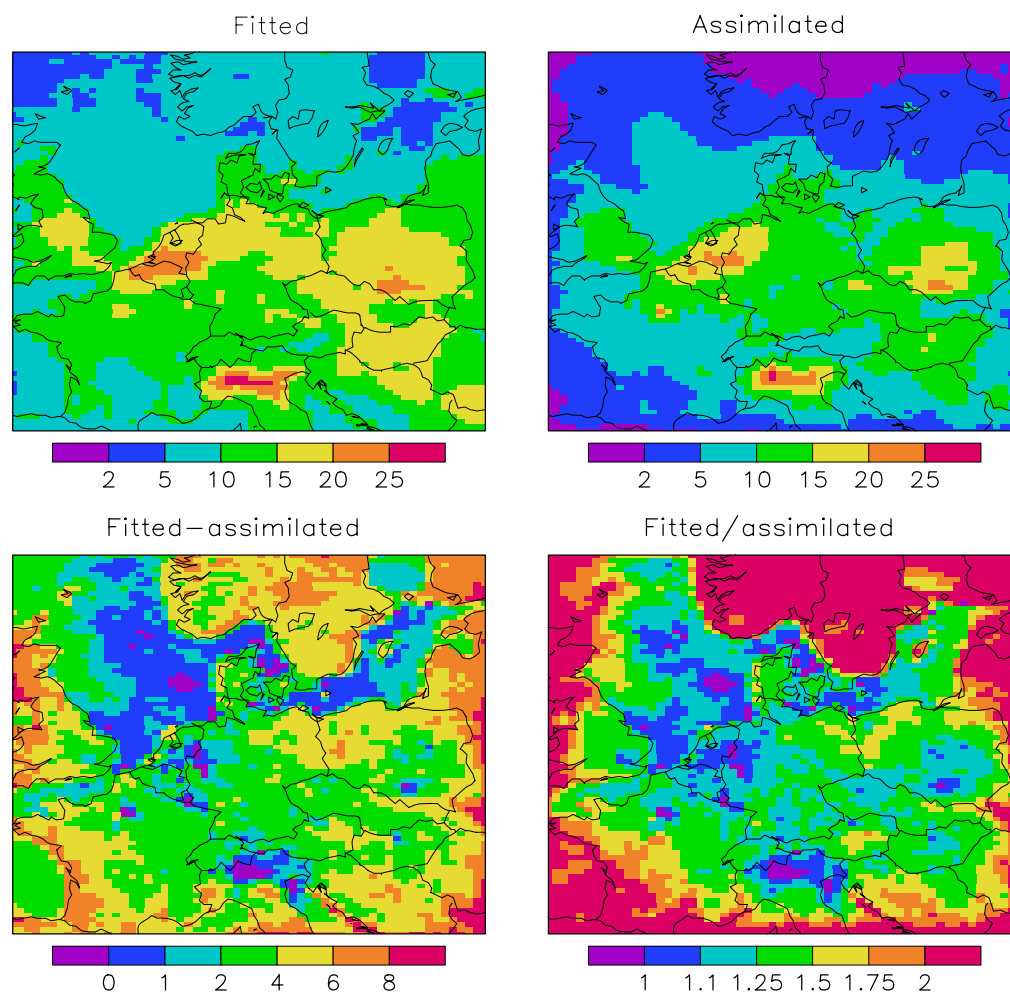 Fitted
Assimilated
2 5 10 15 20 25
2 5 10 15 20 25
Fitted-assimilated
Fitted/assimilated
0 1 2 4 6 8
1 1.1 1.25 1.5 1.75 2